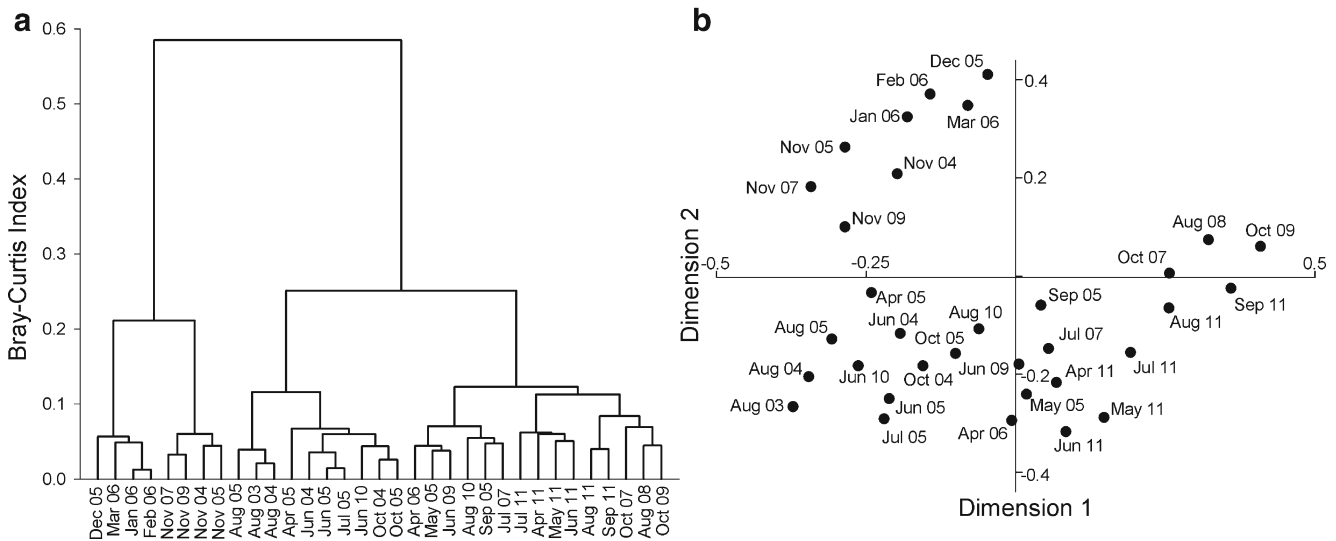 a
Bray-Curtis Index
0.6
0.5
0.4
0.3
0.2
0.1
0.0
Dec 05
Mar 06
Jan 06
Feb 06
Nov 07
Nov 09
Nov 04
Nov 05
Aug 05
Aug 03
Aug 04
Apr 05
Jun 04
Jun 05
Jul 05
Jun 10
Oct 04
Oct 05
Apr 06
May 05
Jun 09
Aug 10
Sep 05
Jul 07
Jul 11
Apr 11
May 11
Jun 11
Aug 11
Sep 11
Oct 07
Aug 08
Oct 09
b
Dimension 2
Dec 05
0.4
Feb 06
Jan 06
Mar 06
Nov 05
Nov 04
Nov 07
0.2
Nov 09
Aug 08
Oct 09
Oct 07
-0.5
-0.25
0.5
Apr 05
Sep 05
Sep 11
Aug 10
Jun 04
Aug 11
Aug 05
Oct 05
Jul 07
Aug 04
Jun 10
Oct 04
Jun 09
-0.2
Apr 11
Jul 11
Aug 03
Jun 05
May 05
May 11
Jul 05
Apr 06
Jun 11
-0.4
Dimension 1